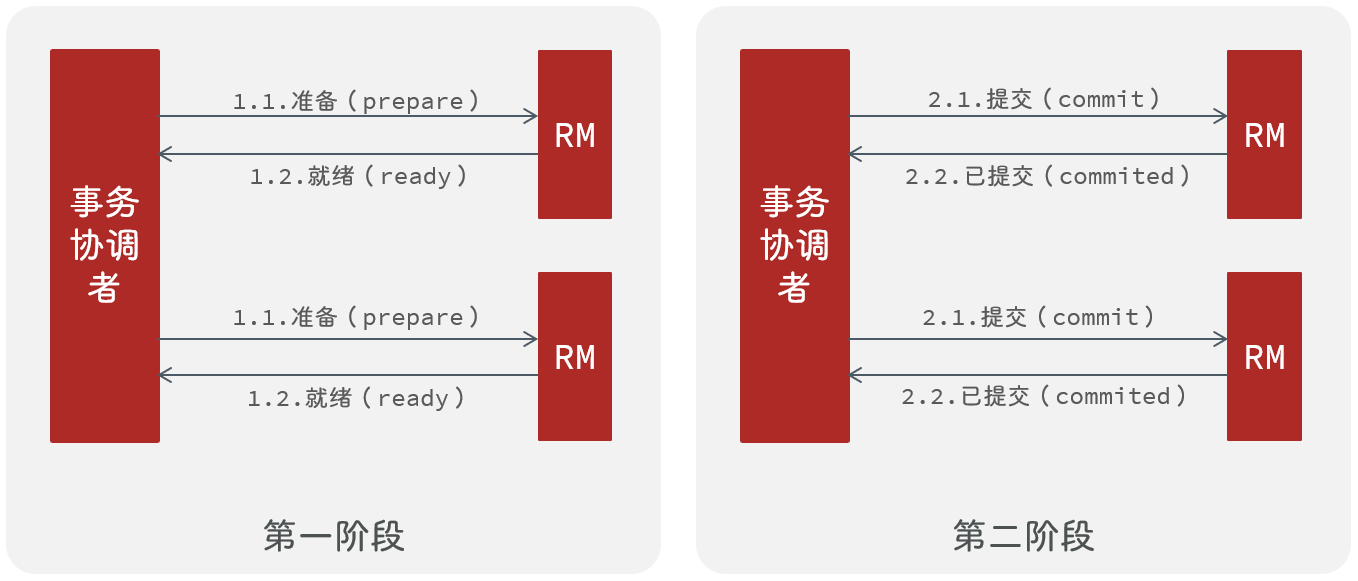 1.1.准备（prepare）
RM
1.2.就绪（ready）
事务
协调
者
1.1.准备（prepare）
RM
1.2.就绪（ready）
第一阶段
2.1.提交（commit）
RM
2.2.已提交（commited）
事务
协调
者
2.1.提交（commit）
RM
2.2.已提交（commited）
第二阶段